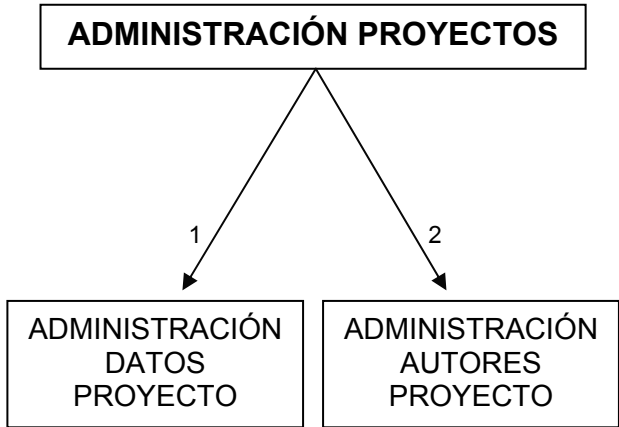 ADMINISTRACIÓN PROYECTOS
1
2
ADMINISTRACIÓN
DATOS
PROYECTO
ADMINISTRACIÓN
AUTORES
PROYECTO